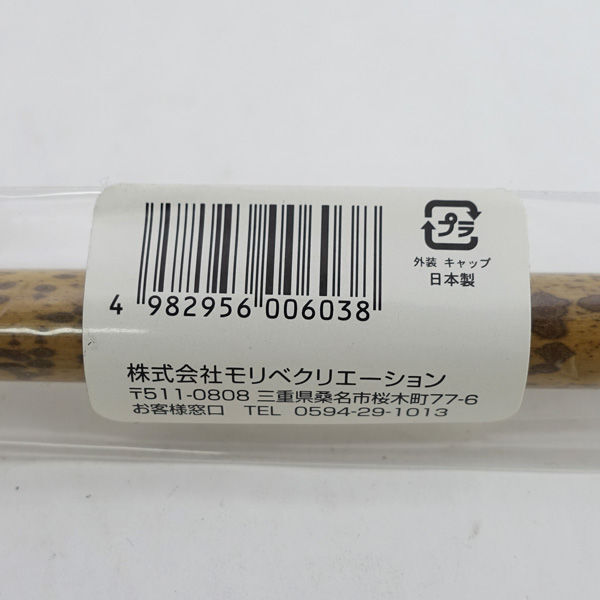 プラ
外装 キャップ
日本製
4 982956 006038
株式会社モリベクリエーション
〒511-0808 三重県桑名市桜木町77-6
お客様窓口 TEL 0594-29-1013